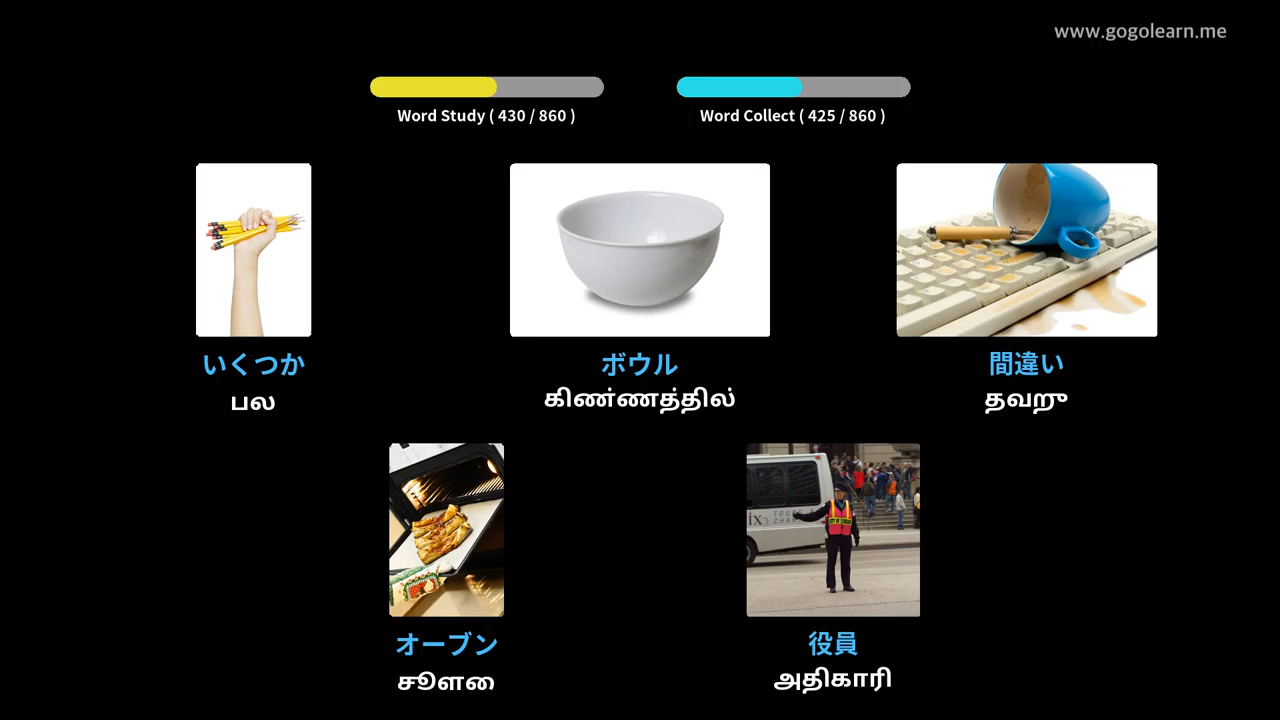 www.gogolearn.me
Word Study ( 430 / 860 )
Word Collect ( 425 / 860 )
いくつか
பல
ボウル
கிண்ணத்தில்
間違い
தவறு
オーブン
சூளை
役員
அதிகாரி